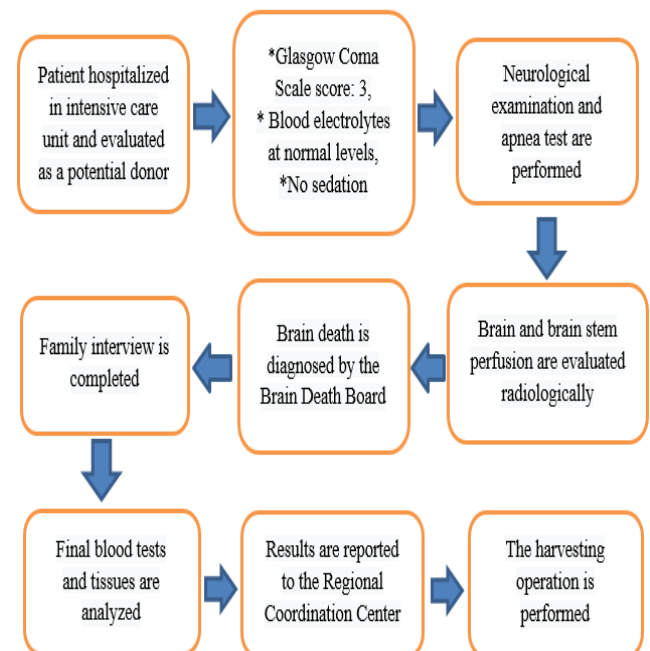 Patient hospitalized
in intensive care
unit and evaluated
as a potential donor
*Glasgow Coma
Scale score: 3,
* Blood electrolytes
at normal levels,
*No sedation
Neurological
examination and
apnea test are
performed
Brain and brain stem
perfusion are evaluated
radiologically
Brain death is
diagnosed by the
Brain Death Board
Family interview is
completed
Final blood tests
and tissues are
analyzed
Results are reported
to the Regional
Coordination Center
The harvesting
operation is
performed